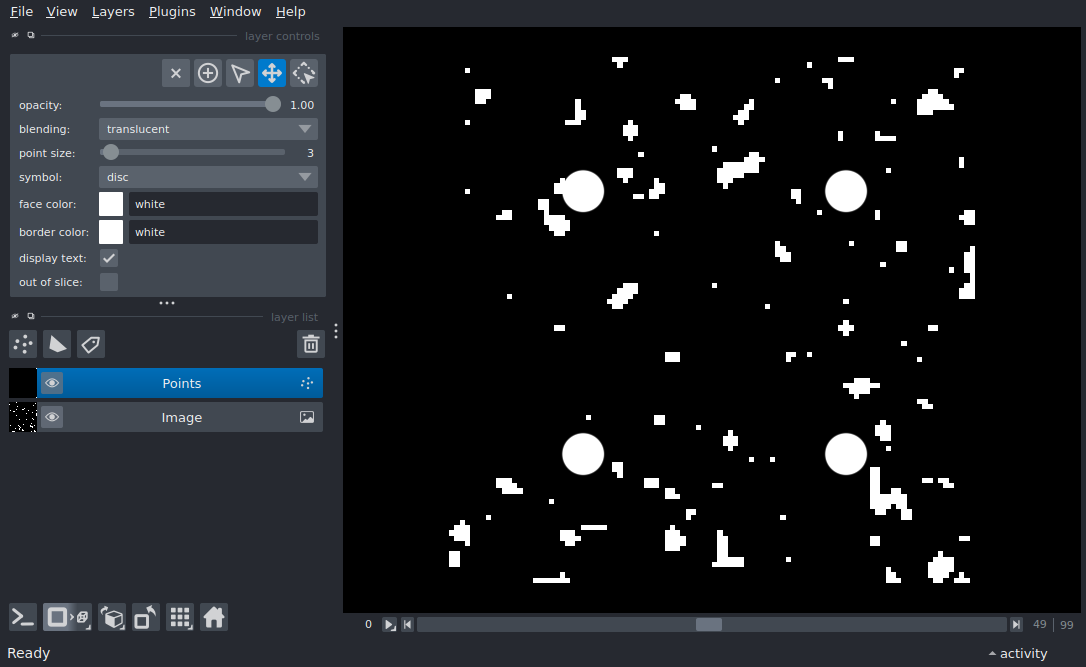 File View Layers Plugins Window Help
layer controls
opacity: 1.00
blending: translucent
point size: 3
symbol: disc
face color: white
border color: white
display text:
out of slice:
layer list
Points
Image
0 49 | 99
Ready activity